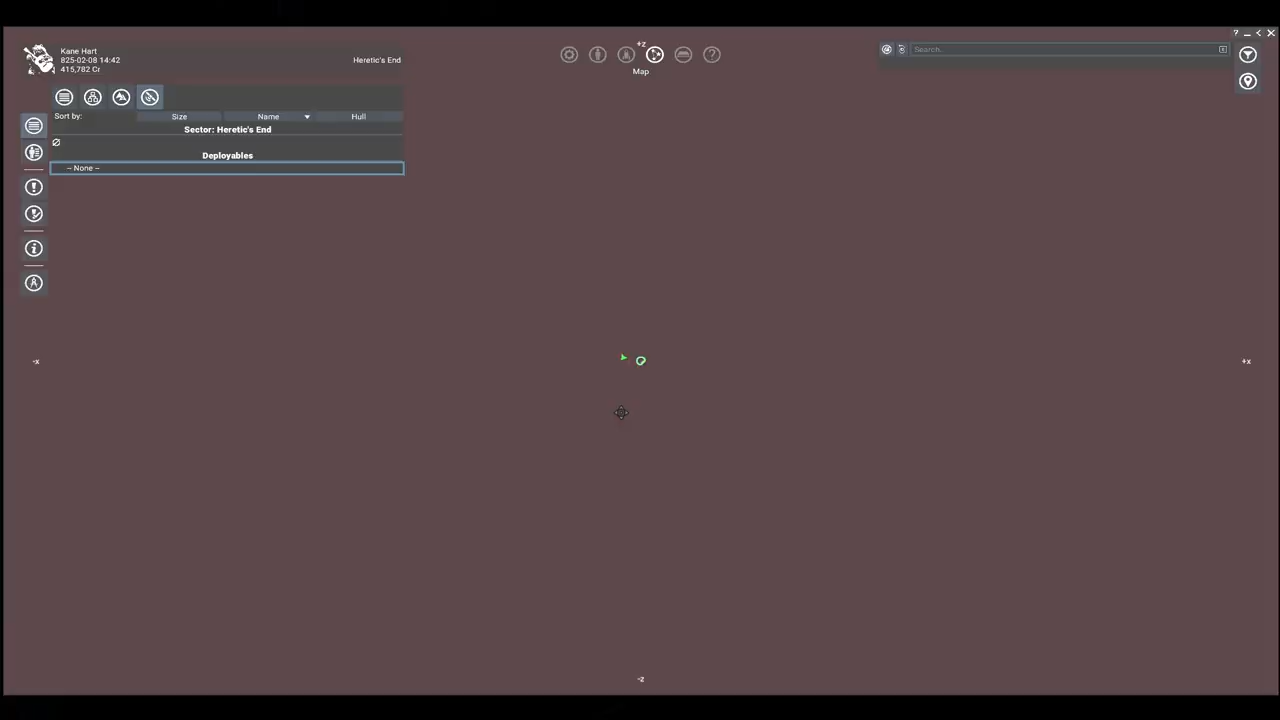 Kane Hart
825-02-08 14:42
415,782 Cr
Heretic's End
+z
Map
Search.
Sort by:
Size
Name
Hull
Sector: Heretic's End
Deployables
-- None --
-x
+x
-z